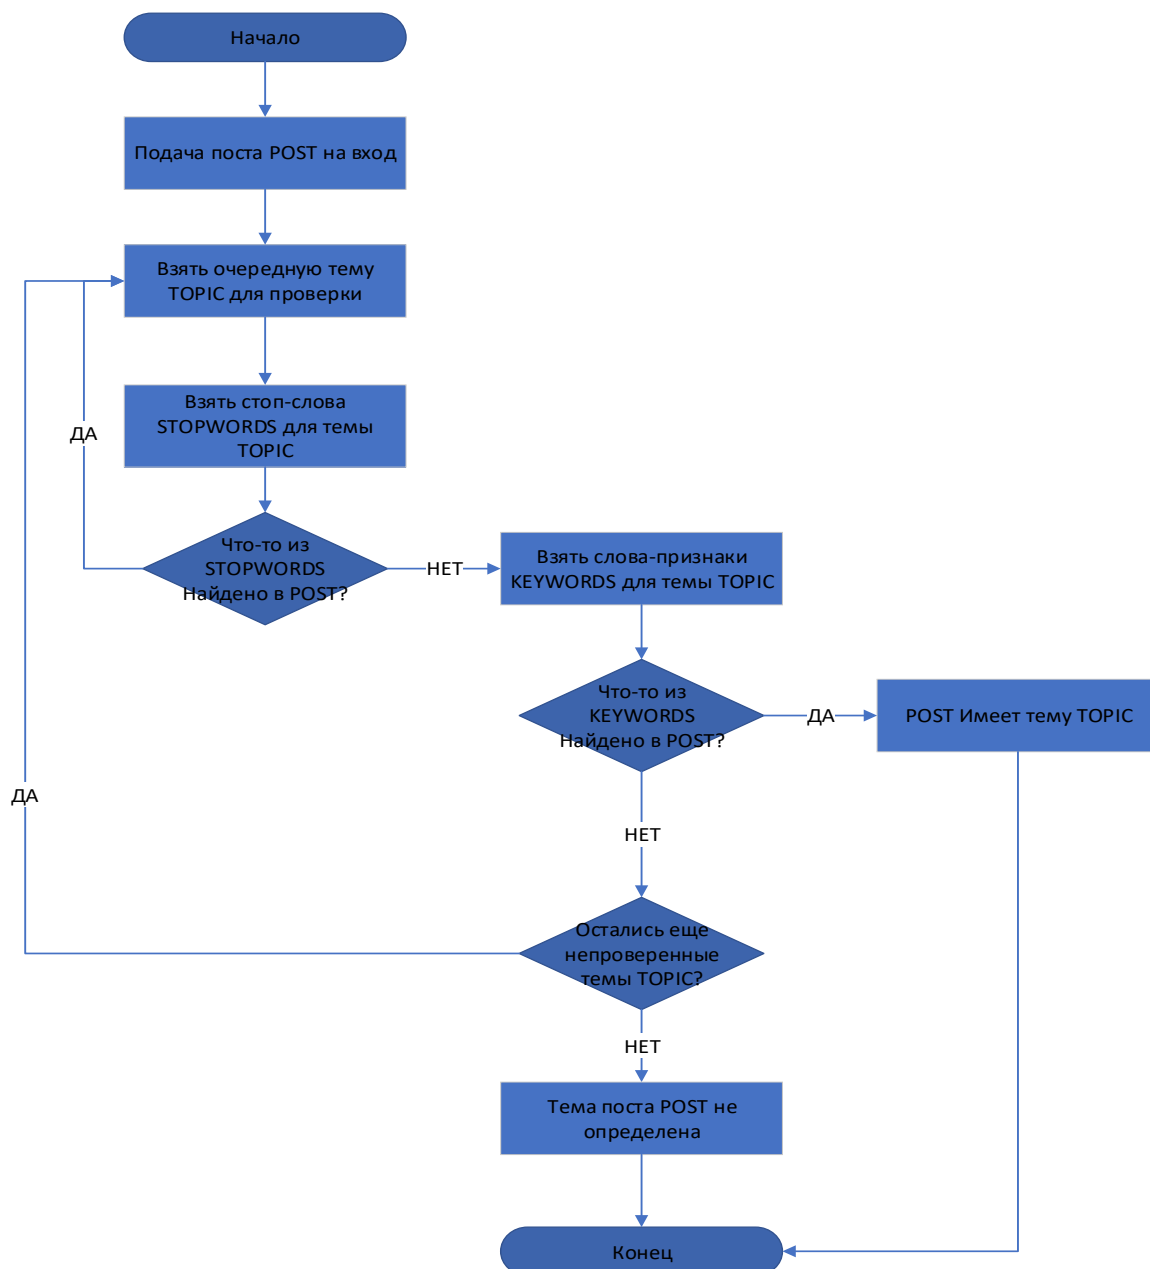 Начало
Подача поста POST на вход
Взять очередную тему
TOPIC для проверки
Взять стоп-слова
STOPWORDS для темы
TOPIC
ДА
Что-то из
STOPWORDS
Найдено в POST?
НЕТ
Взять слова-признаки
KEYWORDS для темы TOPIC
Что-то из
KEYWORDS
Найдено в POST?
ДА
POST Имеет тему TOPIC
ДА
НЕТ
Остались еще
непроверенные
темы TOPIC?
НЕТ
Тема поста POST не
определена
Конец